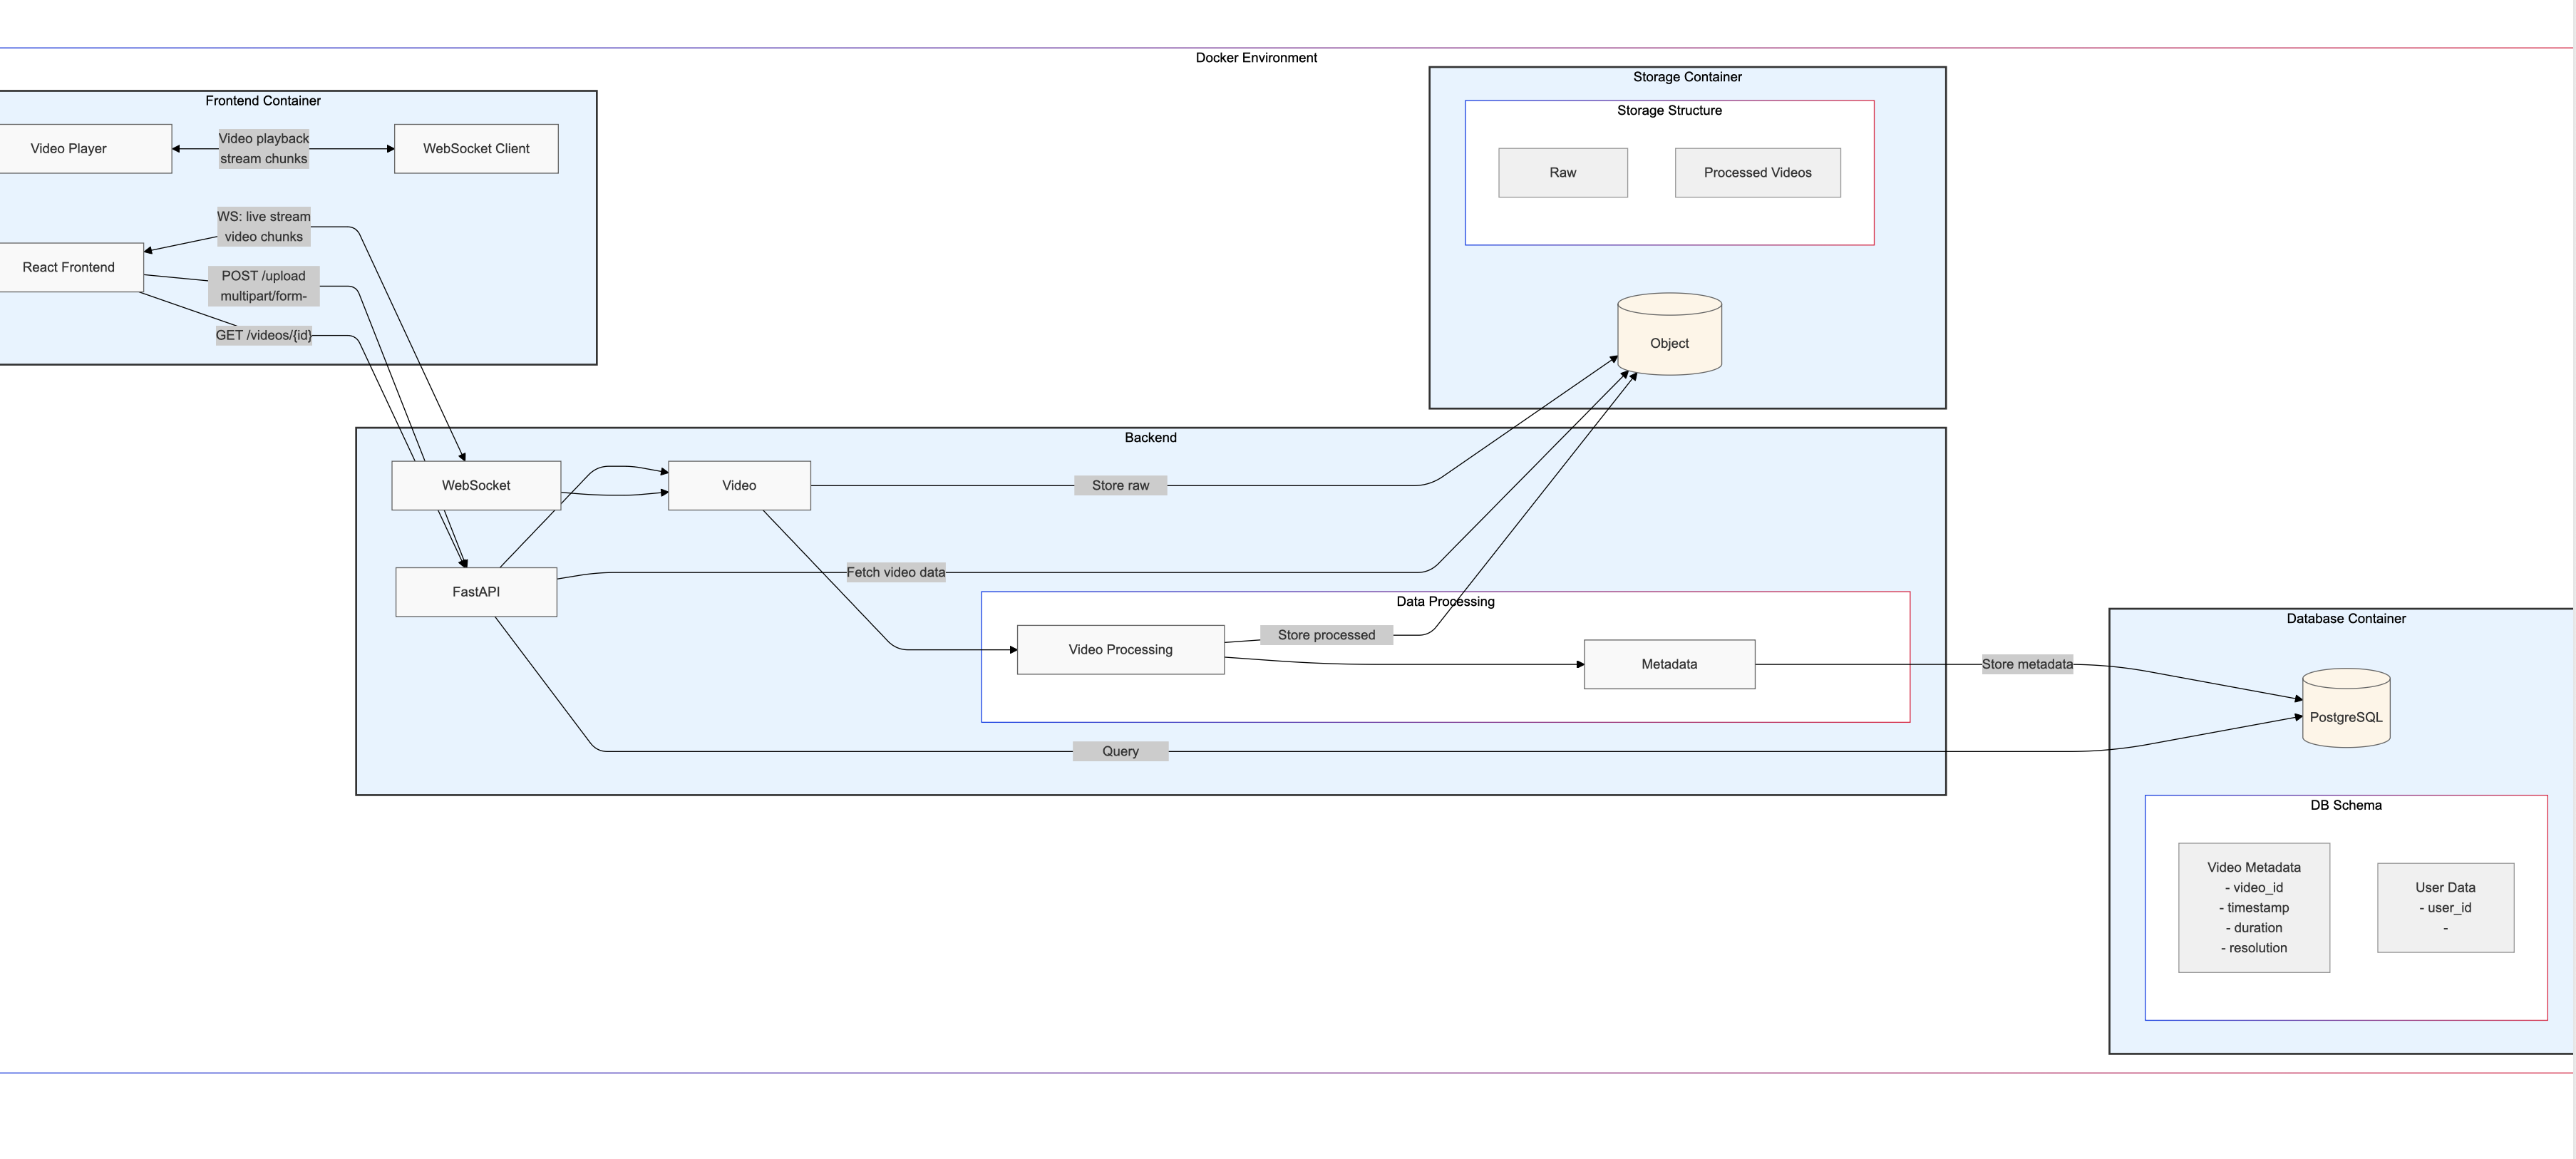 Docker Environment
Frontend Container
Video Player
Video playback
stream chunks
WebSocket Client
WS: live stream
video chunks
React Frontend
POST /upload
multipart/form-
GET /videos/{id}
Storage Container
Storage Structure
Raw
Processed Videos
Object
Backend
WebSocket
Video
Store raw
FastAPI
Fetch video data
Data Processing
Video Processing
Store processed
Metadata
Store metadata
Query
Database Container
PostgreSQL
DB Schema
Video Metadata
- video_id
- timestamp
- duration
- resolution
User Data
- user_id
-